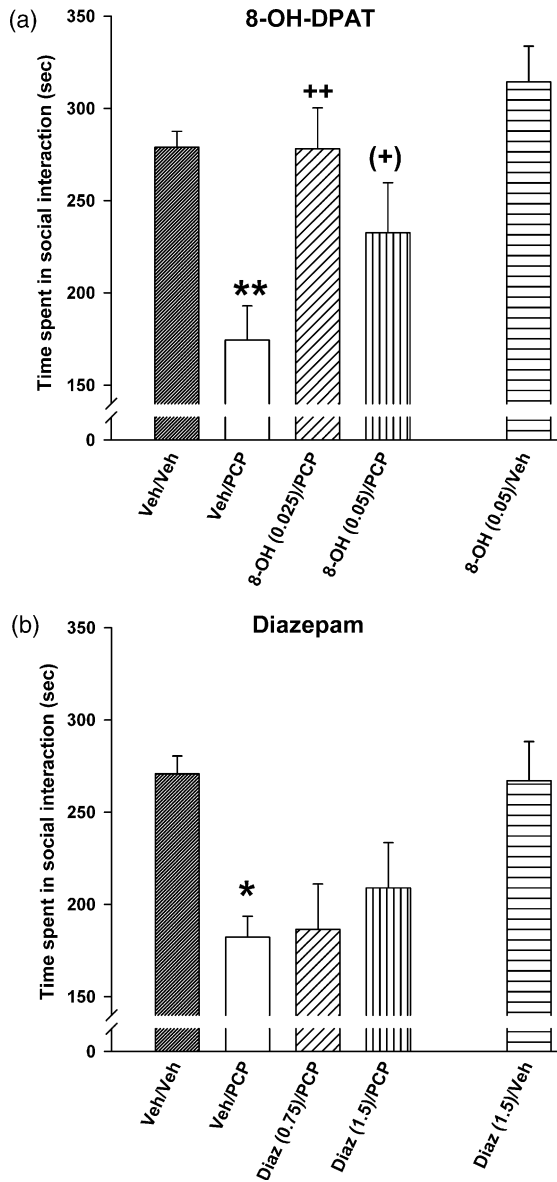 (a)
8-OH-DPAT
Time spent in social interaction (sec)
350
300
250
200
150
0
**
++
(+)
Veh/Veh
Veh/PCP
8-OH (0.025)/PCP
8-OH (0.05)/PCP
8-OH (0.05)/Veh
(b)
Diazepam
Time spent in social interaction (sec)
350
300
250
200
150
0
*
Veh/Veh
Veh/PCP
Diaz (0.75)/PCP
Diaz (1.5)/PCP
Diaz (1.5)/Veh